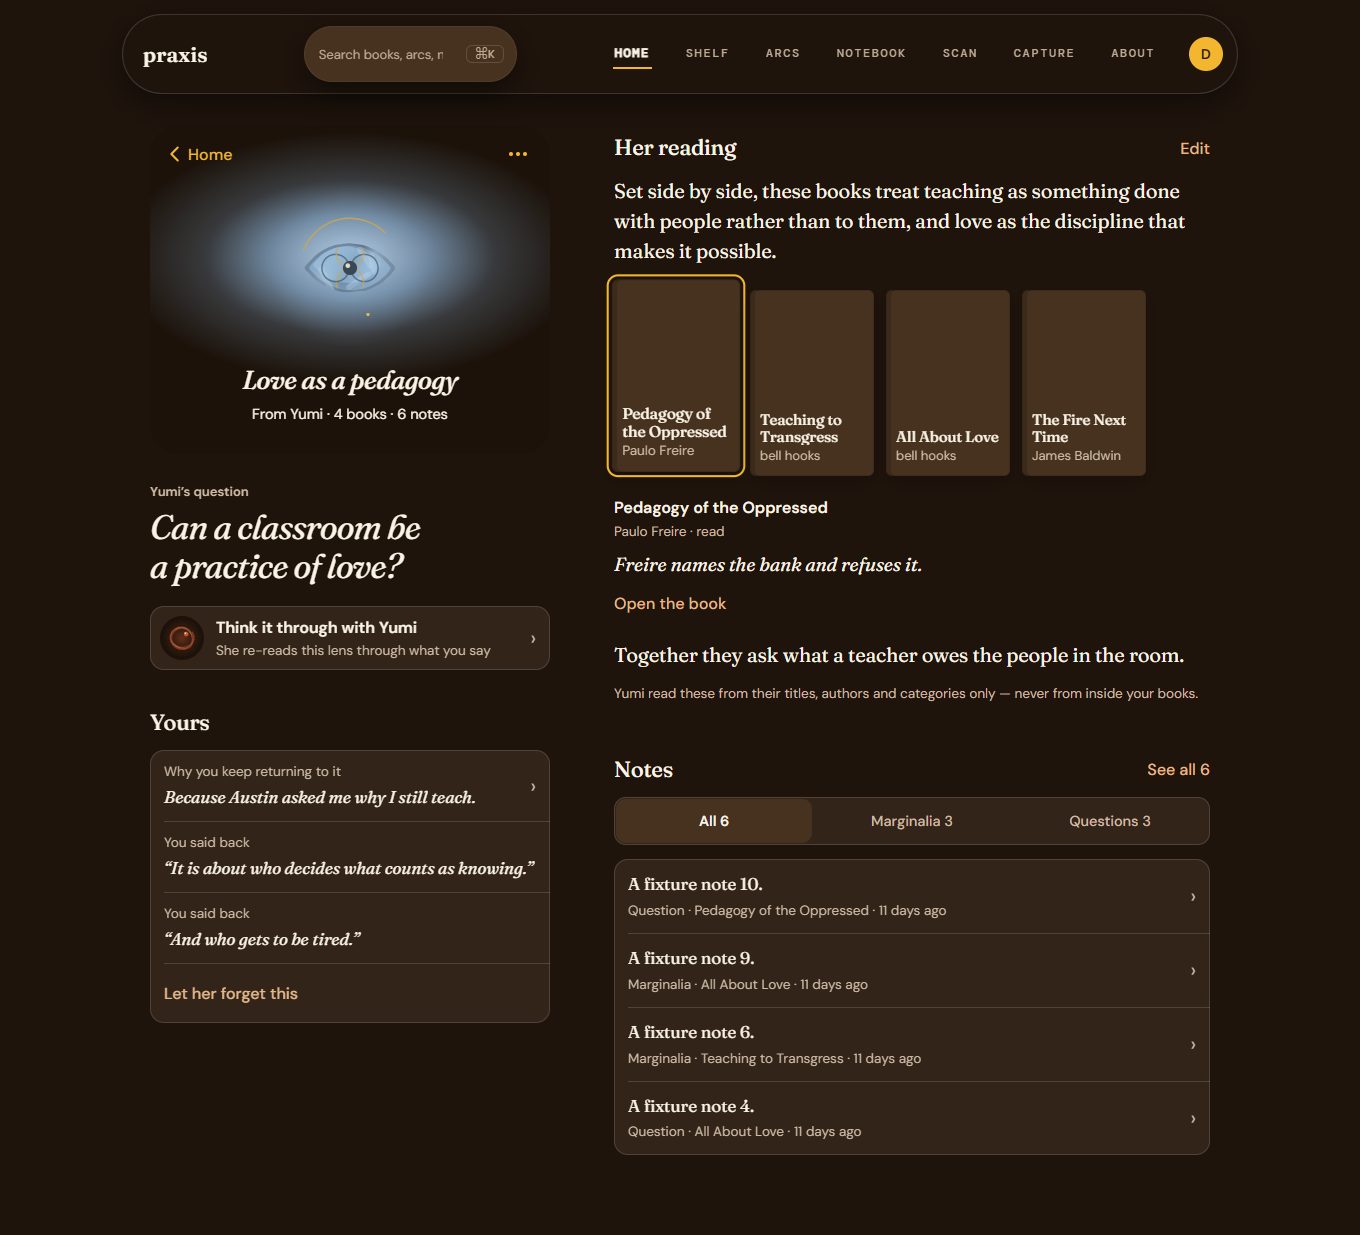 praxis
Search books, arcs, n
⌘K
HOME
SHELF
ARCS
NOTEBOOK
SCAN
CAPTURE
ABOUT
D
Home
Love as a pedagogy
From Yumi · 4 books · 6 notes
Yumi’s question
Can a classroom be
a practice of love?
Think it through with Yumi
She re-reads this lens through what you say
Yours
Why you keep returning to it
Because Austin asked me why I still teach.
You said back
“It is about who decides what counts as knowing.”
You said back
“And who gets to be tired.”
Let her forget this
Her reading
Edit
Set side by side, these books treat teaching as something done
with people rather than to them, and love as the discipline that
makes it possible.
Pedagogy of
the Oppressed
Paulo Freire
Teaching to
Transgress
bell hooks
All About Love
bell hooks
The Fire Next
Time
James Baldwin
Pedagogy of the Oppressed
Paulo Freire · read
Freire names the bank and refuses it.
Open the book
Together they ask what a teacher owes the people in the room.
Yumi read these from their titles, authors and categories only — never from inside your books.
Notes
See all 6
All 6
Marginalia 3
Questions 3
A fixture note 10.
Question · Pedagogy of the Oppressed · 11 days ago
A fixture note 9.
Marginalia · All About Love · 11 days ago
A fixture note 6.
Marginalia · Teaching to Transgress · 11 days ago
A fixture note 4.
Question · All About Love · 11 days ago